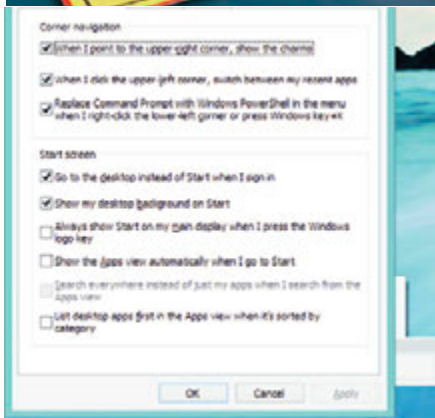 Corner navigation
When I point to the upper-right corner, show the charms
When I click the upper-left corner, switch between my recent apps
Replace Command Prompt with Windows PowerShell in the menu
when I right-click the lower-left corner or press Windows key+X
Start screen
Go to the desktop instead of Start when I sign in
Show my desktop background on Start
Always show Start on my main display when I press the Windows
logo key
Show the Apps view automatically when I go to Start
Search everywhere instead of just my apps when I search from the
Apps view
List desktop apps first in the Apps view when it's sorted by
category
OK Cancel Apply